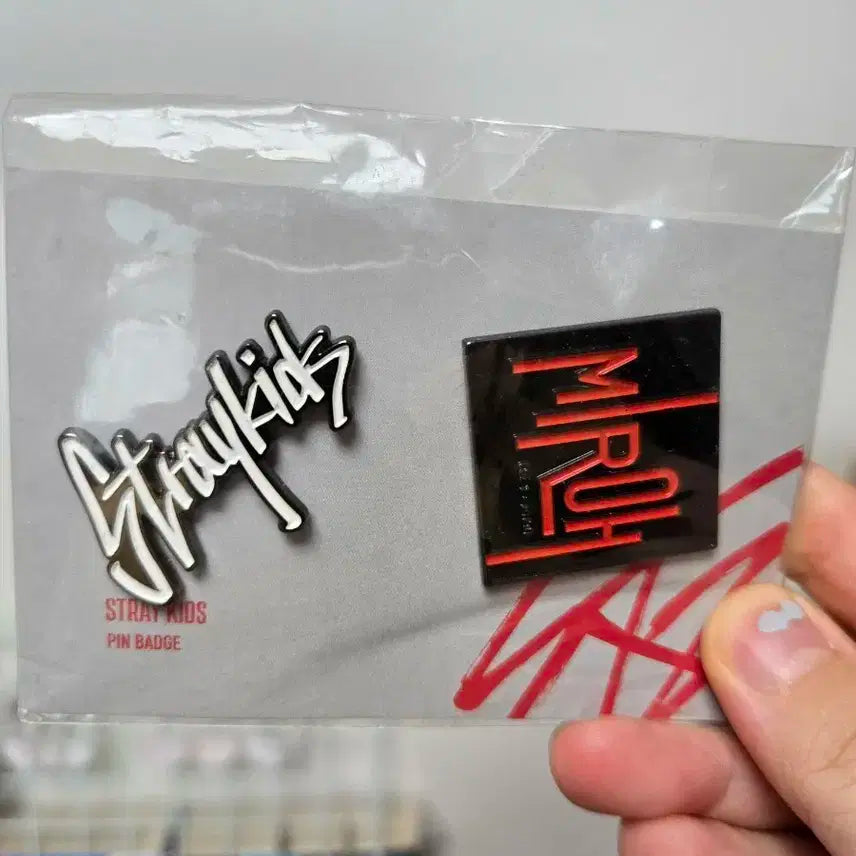 StrayKids
MIROH
STRAY KIDS
PIN BADGE